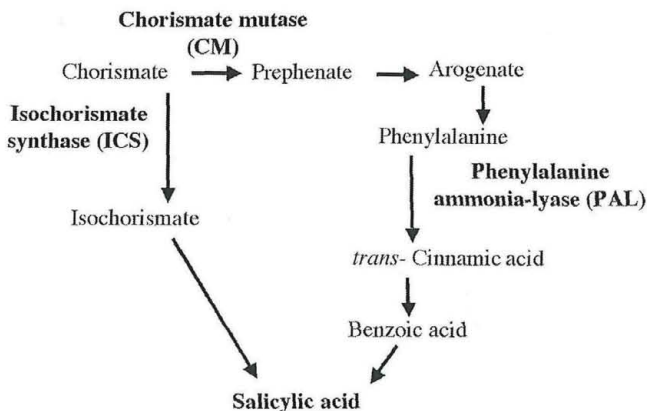 Chorismate mutase
(CM)
Chorismate
Prephenate
Arogenate
Isochorismate
synthase (ICS)
Phenylalanine
Phenylalanine
ammonia-lyase (PAL)
Isochorismate
trans- Cinnamic acid
Benzoic acid
Salicylic acid